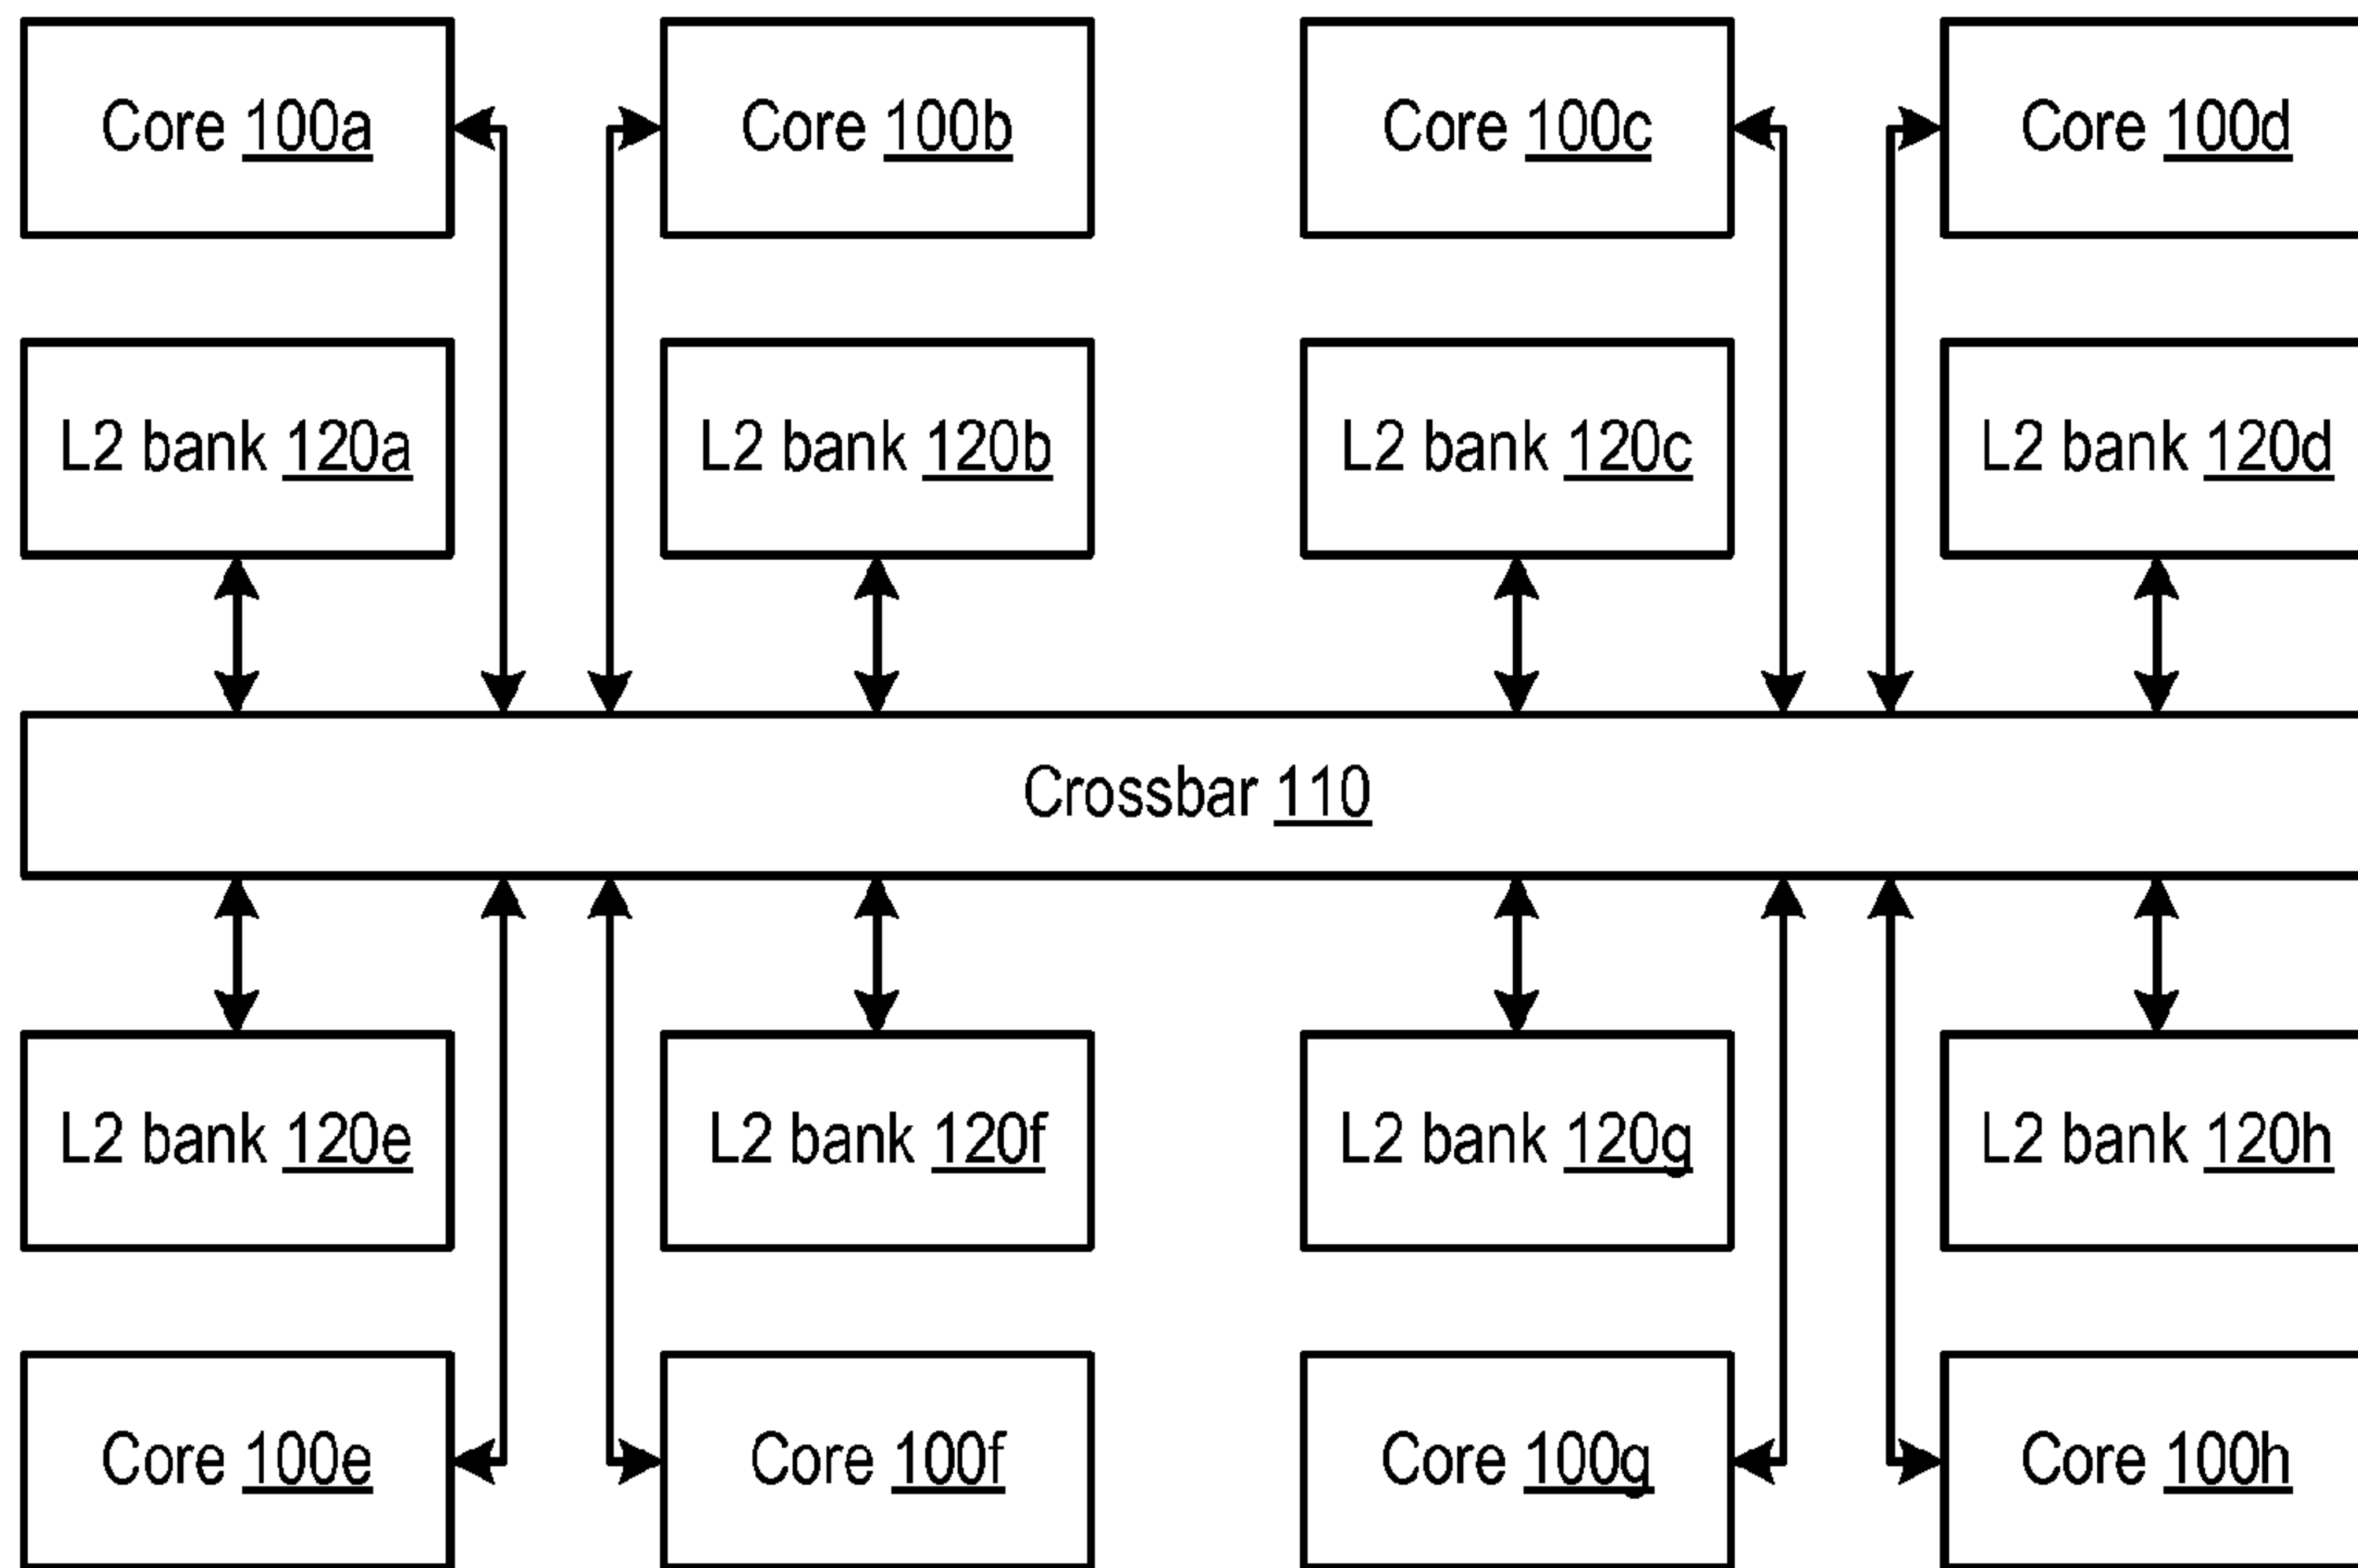 Core 100a
Core 100b
Core 100c
Core 100d
L2 bank 120a
L2 bank 120b
L2 bank 120c
L2 bank 120d
Crossbar 110
L2 bank 120e
L2 bank 120f
L2 bank 120g
L2 bank 120h
Core 100e
Core 100f
Core 100g
Core 100h